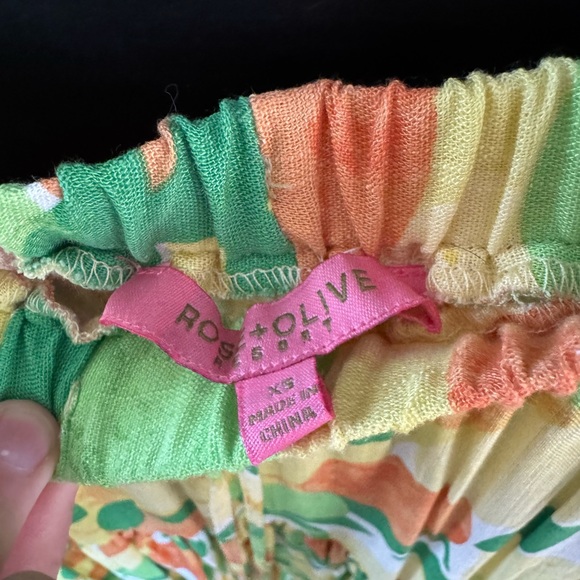 ROSE+OLIVE
RESORT
XS
MADE IN
CHINA